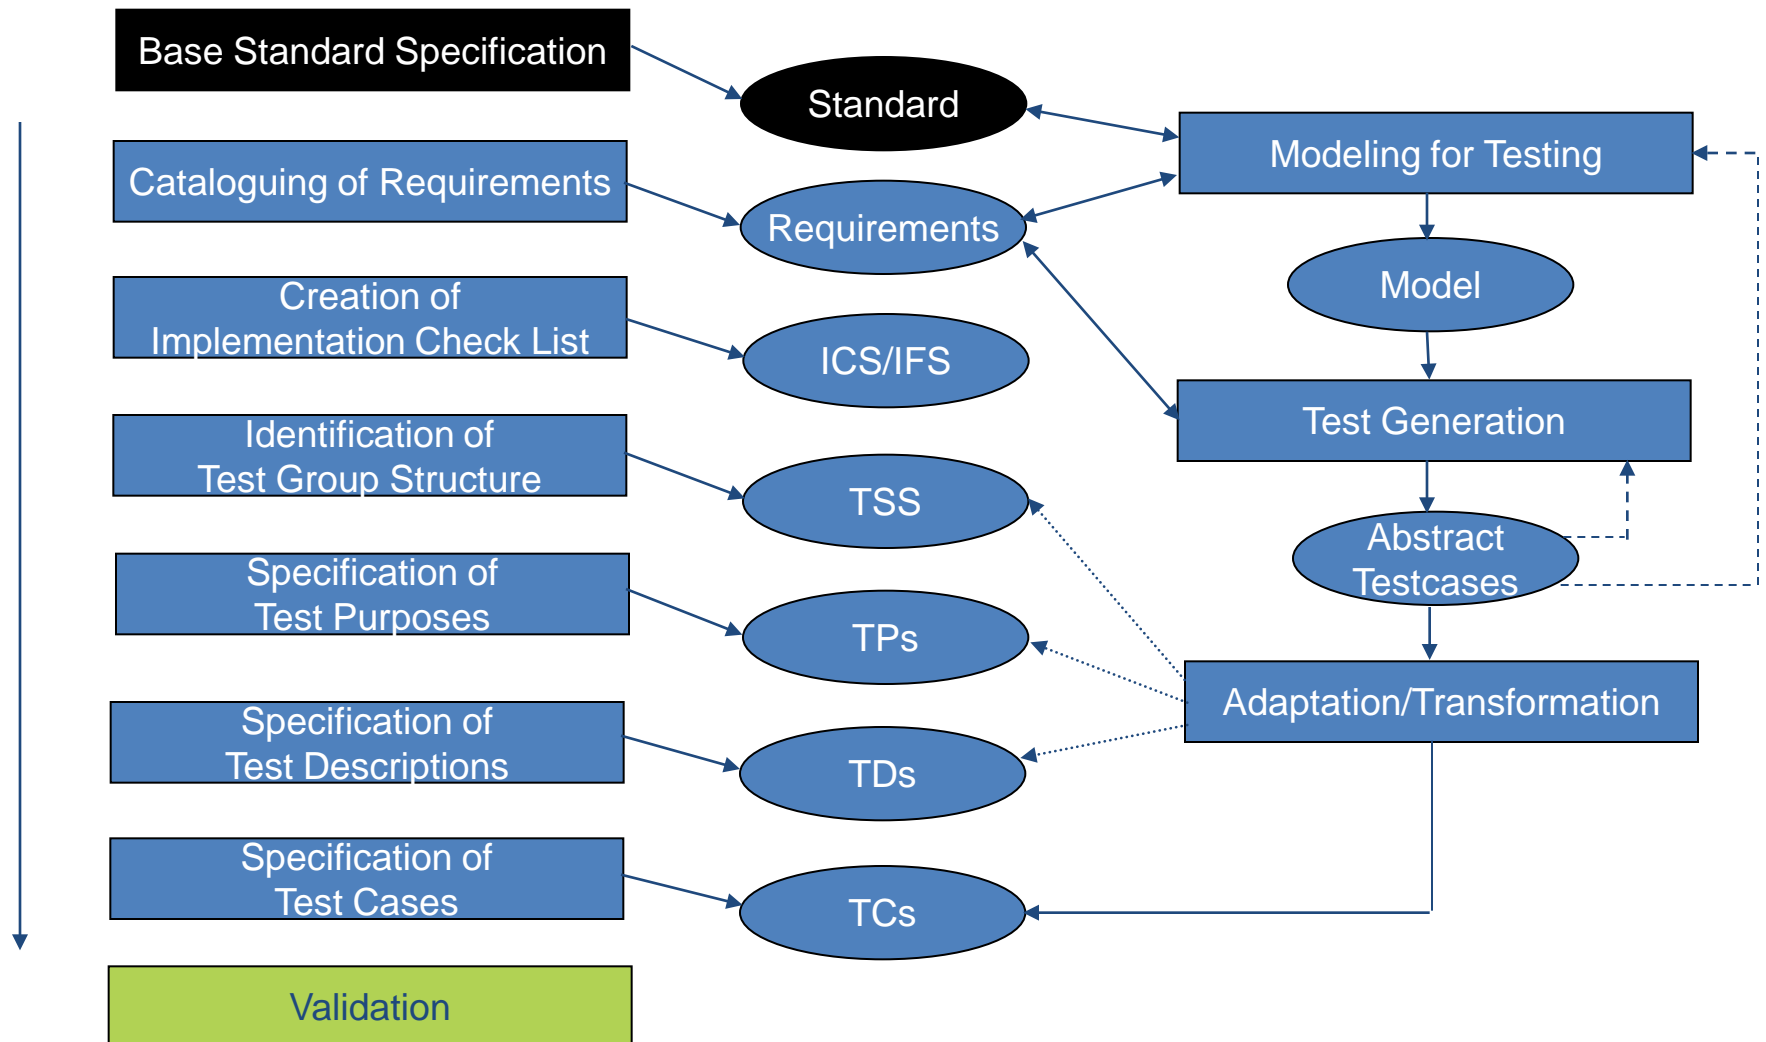 Base Standard Specification
Cataloguing of Requirements
Creation of
Implementation Check List
Identification of
Test Group Structure
Specification of
Test Purposes
Specification of
Test Descriptions
Specification of
Test Cases
Validation
Standard
Requirements
ICS/IFS
TSS
TPs
TDs
TCs
Modeling for Testing
Model
Test Generation
Abstract
Testcases
Adaptation/Transformation